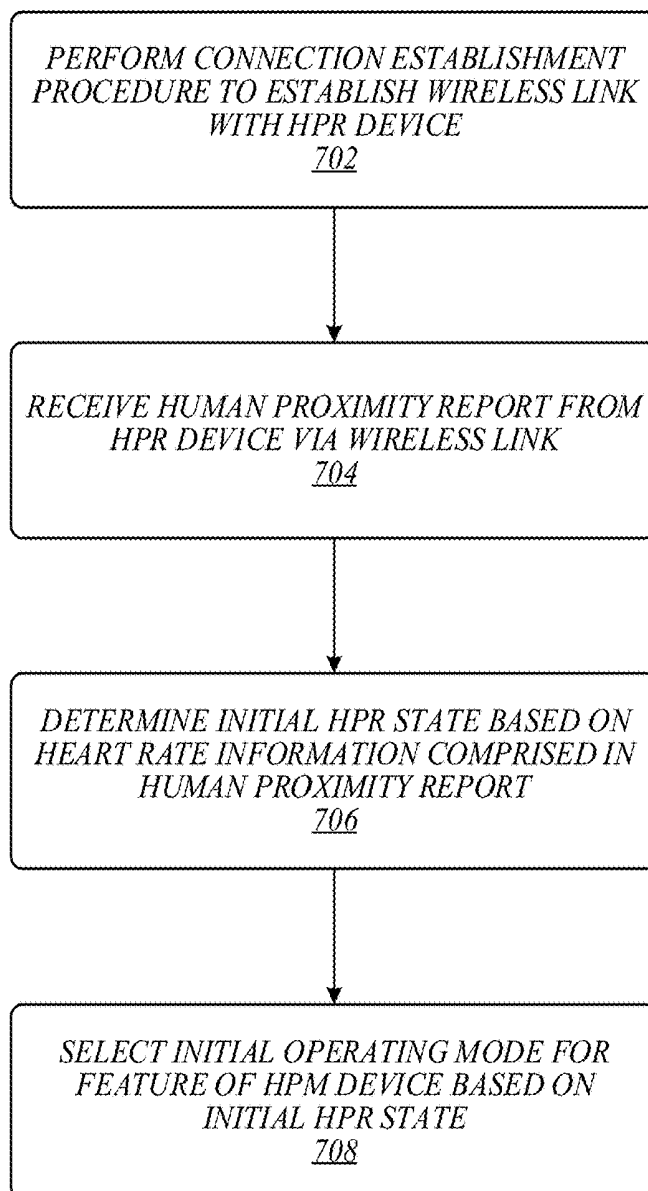 PERFORM CONNECTION ESTABLISHMENT
PROCEDURE TO ESTABLISH WIRELESS LINK
WITH HPR DEVICE
702
RECEIVE HUMAN PROXIMITY REPORT FROM
HPR DEVICE VIA WIRELESS LINK
704
DETERMINE INITIAL HPR STATE BASED ON
HEART RATE INFORMATION COMPRISED IN
HUMAN PROXIMITY REPORT
706
SELECT INITIAL OPERATING MODE FOR
FEATURE OF HPM DEVICE BASED ON
INITIAL HPR STATE
708